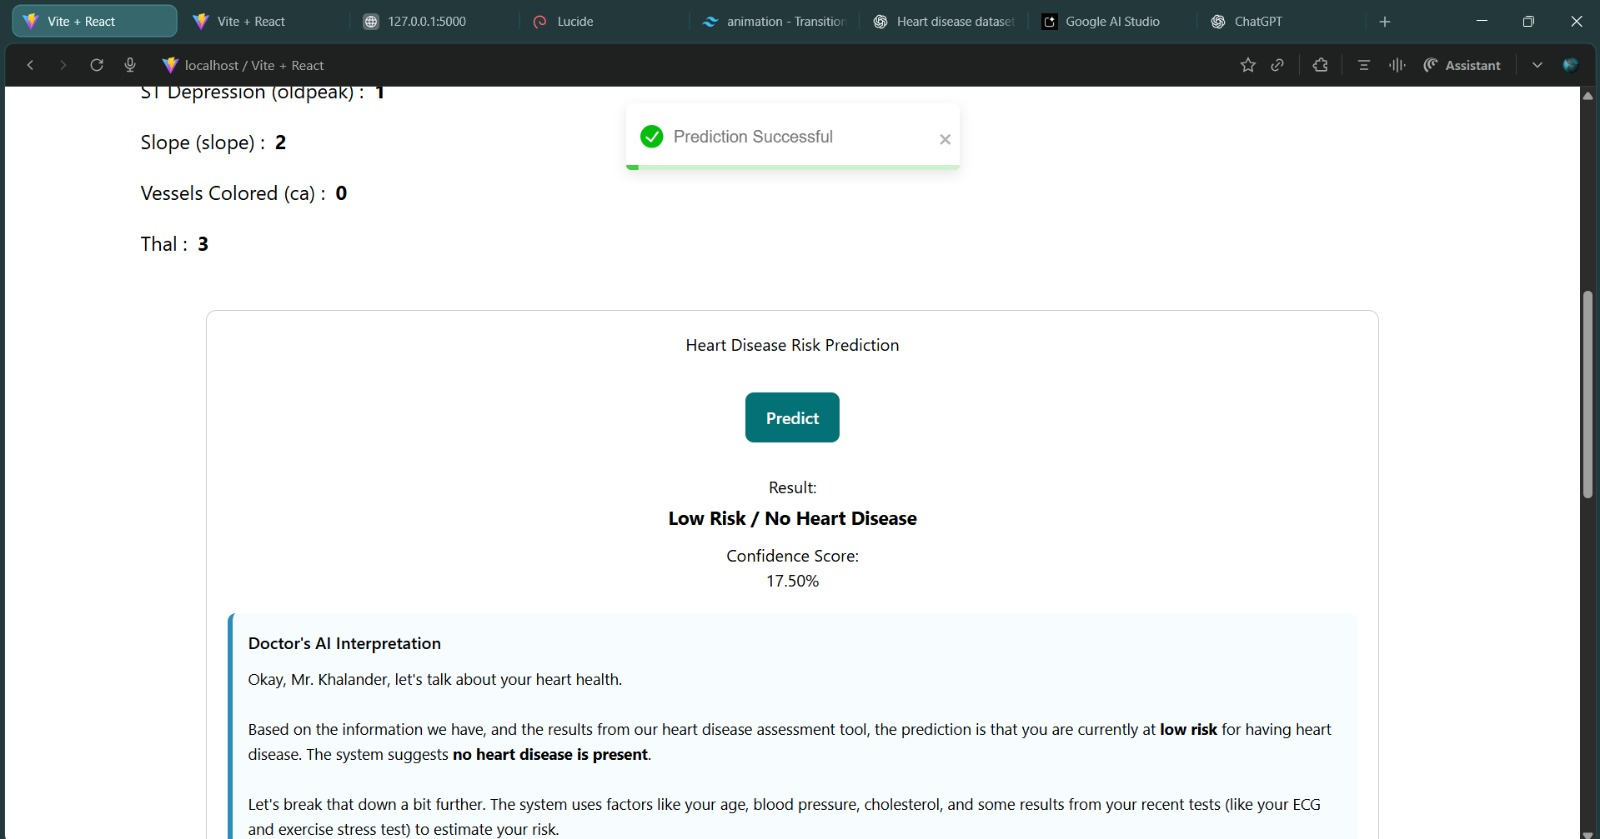 Vite + React
Vite + React
127.0.0.1:5000
Lucide
animation - Transition
Heart disease dataset
Google AI Studio
ChatGPT
localhost / Vite + React
Assistant
ST Depression (oldpeak) : 1
Prediction Successful
Slope (slope) : 2
Vessels Colored (ca) : 0
Thal : 3
Heart Disease Risk Prediction
Predict
Result:
Low Risk / No Heart Disease
Confidence Score:
17.50%
Doctor's AI Interpretation
Okay, Mr. Khalander, let's talk about your heart health.
Based on the information we have, and the results from our heart disease assessment tool, the prediction is that you are currently at low risk for having heart
disease. The system suggests no heart disease is present.
Let's break that down a bit further. The system uses factors like your age, blood pressure, cholesterol, and some results from your recent tests (like your ECG
and exercise stress test) to estimate your risk.